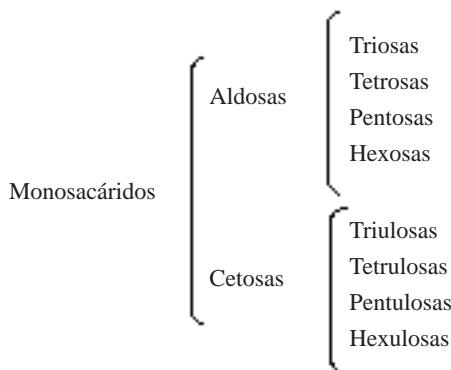 Monosacáridos
Aldosas
Triosas
Tetrosas
Pentosas
Hexosas
Cetosas
Triulosas
Tetrulosas
Pentulosas
Hexulosas